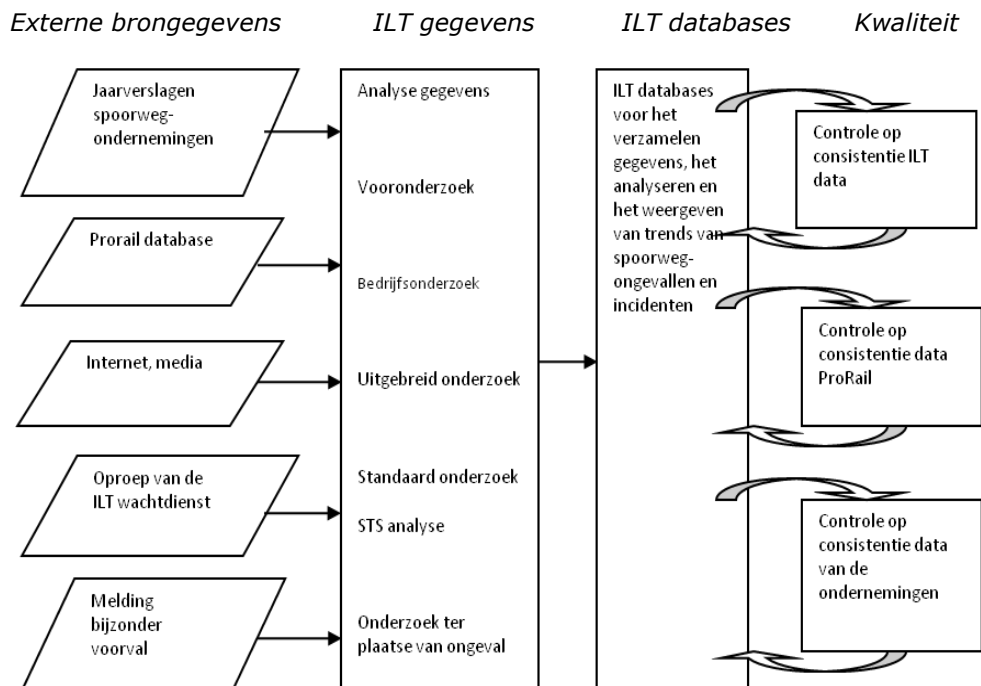 Externe brongegevens
ILT gegevens
ILT databases
Kwaliteit
Jaarverslagen
spoorweg-
ondernemingen
Prorail database
Internet, media
Oproep van de
ILT wachtdienst
Melding
bijzonder
voorval
Analyse gegevens
Vooronderzoek
Bedrijfsonderzoek
Uitgebreid onderzoek
Standaard onderzoek
STS analyse
Onderzoek ter
plaatse van ongeval
ILT databases
voor het
verzamelen
gegevens, het
analyseren en
het weergeven
van trends van
spoorweg-
ongevallen en
incidenten
Controle op
consistentie ILT
data
Controle op
consistentie data
ProRail
Controle op
consistentie data
van de
ondernemingen